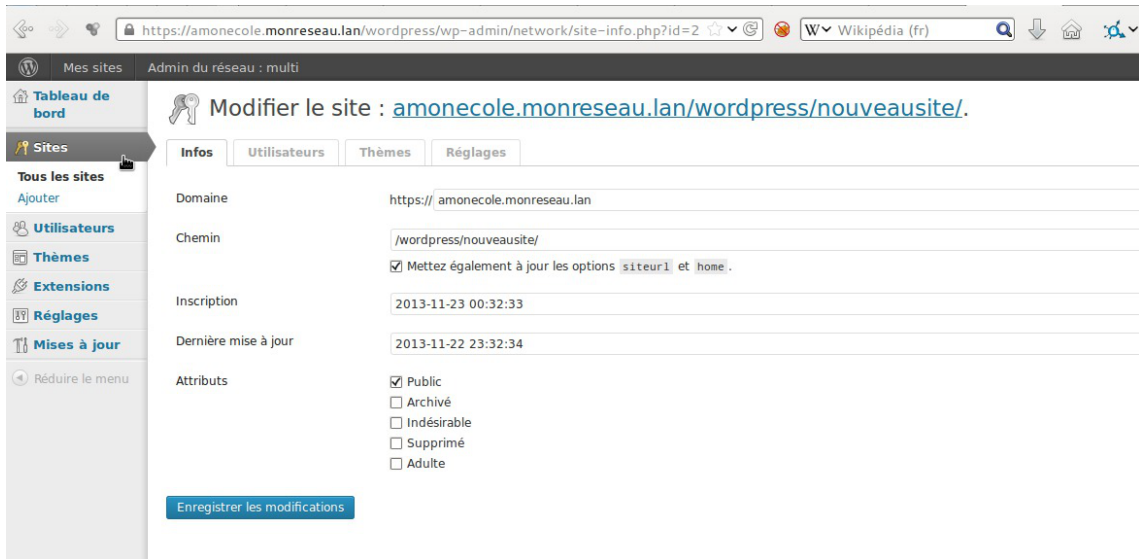 https://amonecole.monreseau.lan/wordpress/wp-admin/network/site-info.php?id=2 W Wikipédia (fr)
Mes sites Admin du réseau : multi
Tableau de bord
Sites
Tous les sites
Ajouter
Utilisateurs
Thèmes
Extensions
Réglages
Mises à jour
Réduire le menu
Modifier le site : amonecole.monreseau.lan/wordpress/nouveausite/.
Infos Utilisateurs Thèmes Réglages
Domaine https:// amonecole.monreseau.lan
Chemin /wordpress/nouveausite/
Mettez également à jour les options siteurl et home .
Inscription 2013-11-23 00:32:33
Dernière mise à jour 2013-11-22 23:32:34
Attributs Public
Archivé
Indésirable
Supprimé
Adulte
Enregistrer les modifications